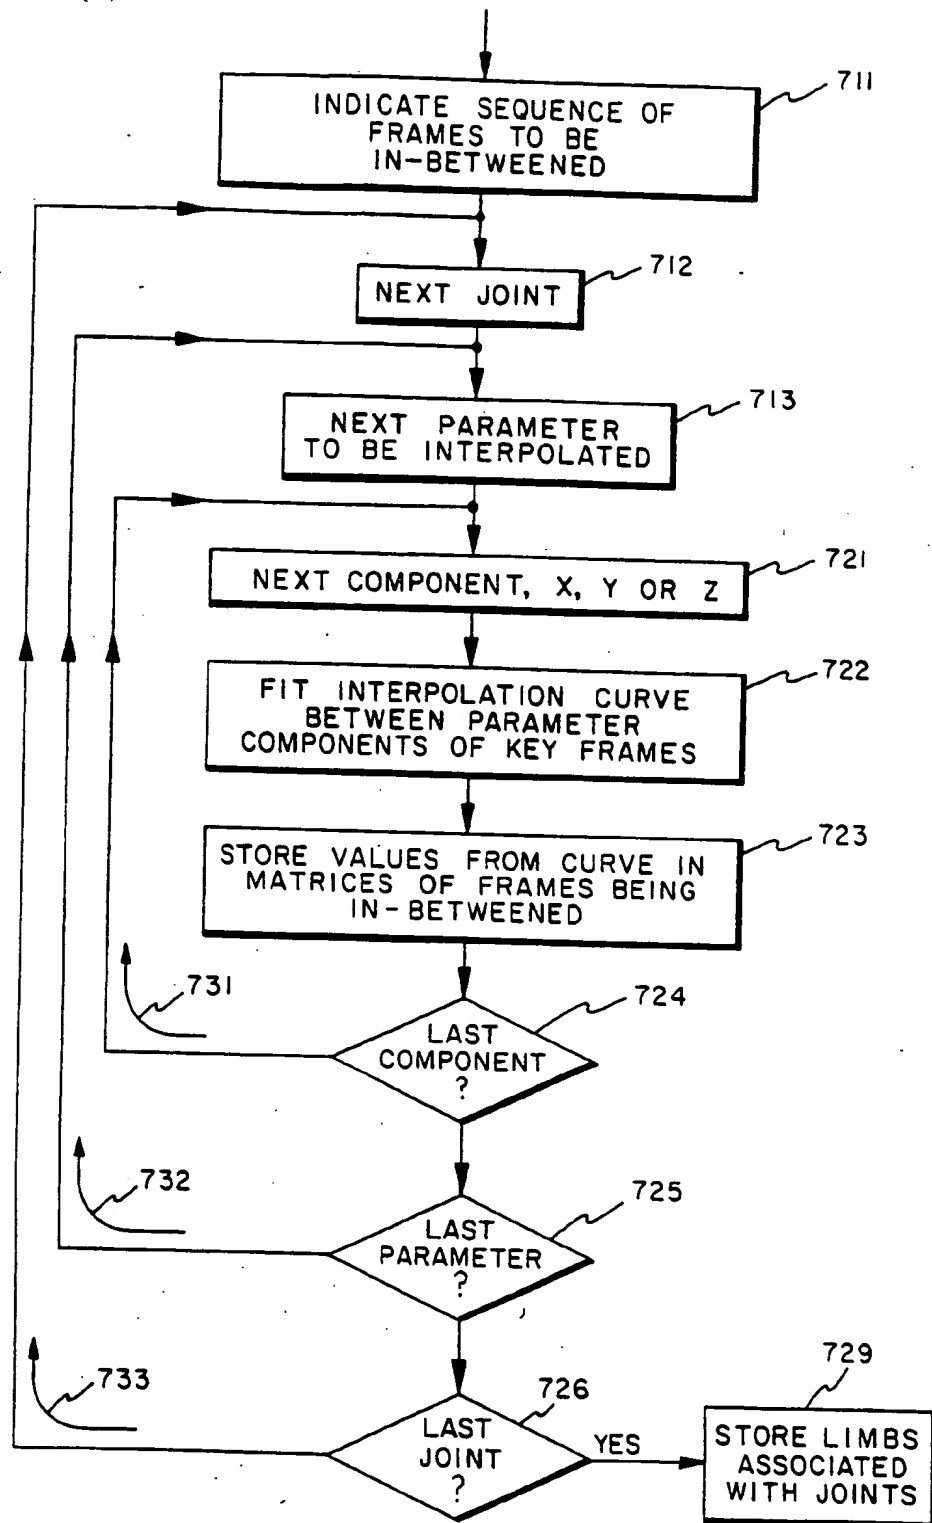 711
INDICATE SEQUENCE OF
FRAMES TO BE
IN-BETWEENED
712
NEXT JOINT
713
NEXT PARAMETER
TO BE INTERPOLATED
721
NEXT COMPONENT, X, Y OR Z
722
FIT INTERPOLATION CURVE
BETWEEN PARAMETER
COMPONENTS OF KEY FRAMES
723
STORE VALUES FROM CURVE IN
MATRICES OF FRAMES BEING
IN-BETWEENED
731
724
LAST
COMPONENT
?
732
725
LAST
PARAMETER
?
733
726
LAST
JOINT
?
YES
729
STORE LIMBS
ASSOCIATED
WITH JOINTS